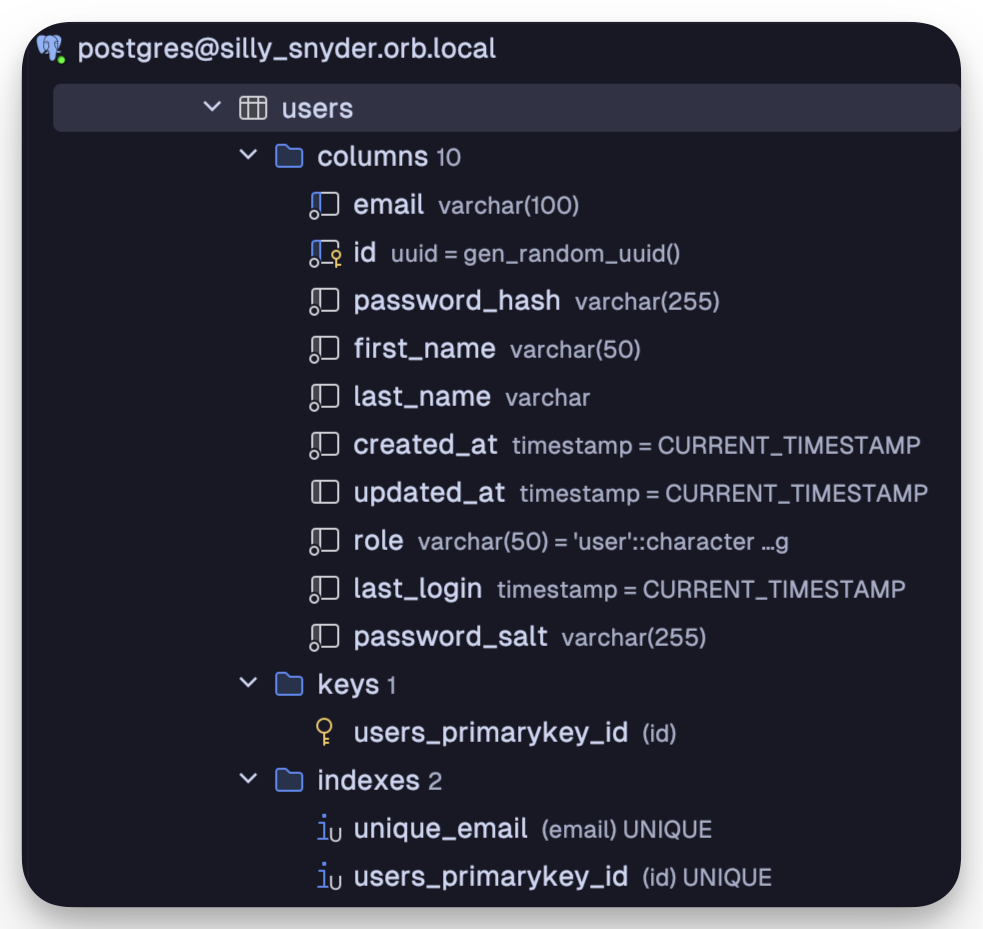 postgres@silly_snyder.orb.local
users
columns 10
email varchar(100)
id uuid = gen_random_uuid()
password_hash varchar(255)
first_name varchar(50)
last_name varchar
created_at timestamp = CURRENT_TIMESTAMP
updated_at timestamp = CURRENT_TIMESTAMP
role varchar(50) = 'user'::character ...g
last_login timestamp = CURRENT_TIMESTAMP
password_salt varchar(255)
keys 1
users_primarykey_id (id)
indexes 2
unique_email (email) UNIQUE
users_primarykey_id (id) UNIQUE